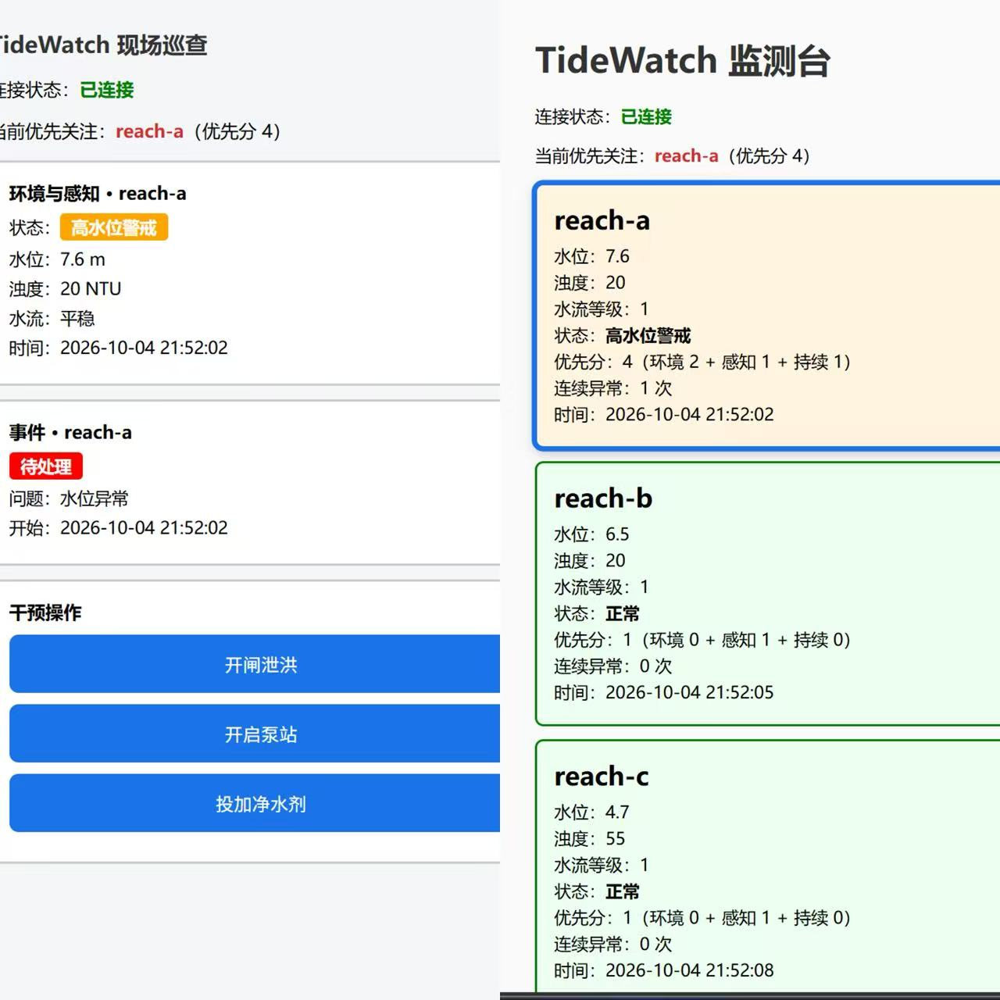 TideWatch 现场巡查
连接状态：已连接
当前优先关注：reach-a（优先分 4）
环境与感知 • reach-a
状态：高水位警戒
水位：7.6 m
浊度：20 NTU
水流：平稳
时间：2026-10-04 21:52:02
事件 • reach-a
待处理
问题：水位异常
开始：2026-10-04 21:52:02
干预操作
开闸泄洪
开启泵站
投加净水剂
TideWatch 监测台
连接状态：已连接
当前优先关注：reach-a（优先分 4）
reach-a
水位：7.6
浊度：20
水流等级：1
状态：高水位警戒
优先分：4（环境 2 + 感知 1 + 持续 1）
连续异常：1 次
时间：2026-10-04 21:52:02
reach-b
水位：6.5
浊度：20
水流等级：1
状态：正常
优先分：1（环境 0 + 感知 1 + 持续 0）
连续异常：0 次
时间：2026-10-04 21:52:05
reach-c
水位：4.7
浊度：55
水流等级：1
状态：正常
优先分：1（环境 0 + 感知 1 + 持续 0）
连续异常：0 次
时间：2026-10-04 21:52:08